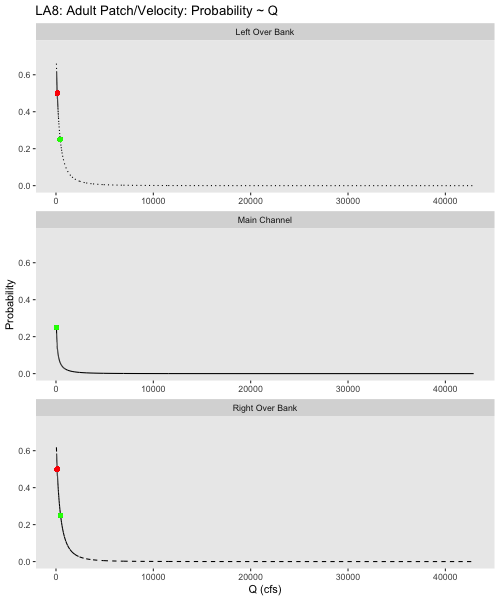 LA8: Adult Patch/Velocity: Probability ~ Q
Left Over Bank
0.6
0.4
0.2
0.0
0 10000 20000 30000 40000
Main Channel
0.6
0.4
0.2
0.0
0 10000 20000 30000 40000
Probability
Right Over Bank
0.6
0.4
0.2
0.0
0 10000 20000 30000 40000
Q (cfs)